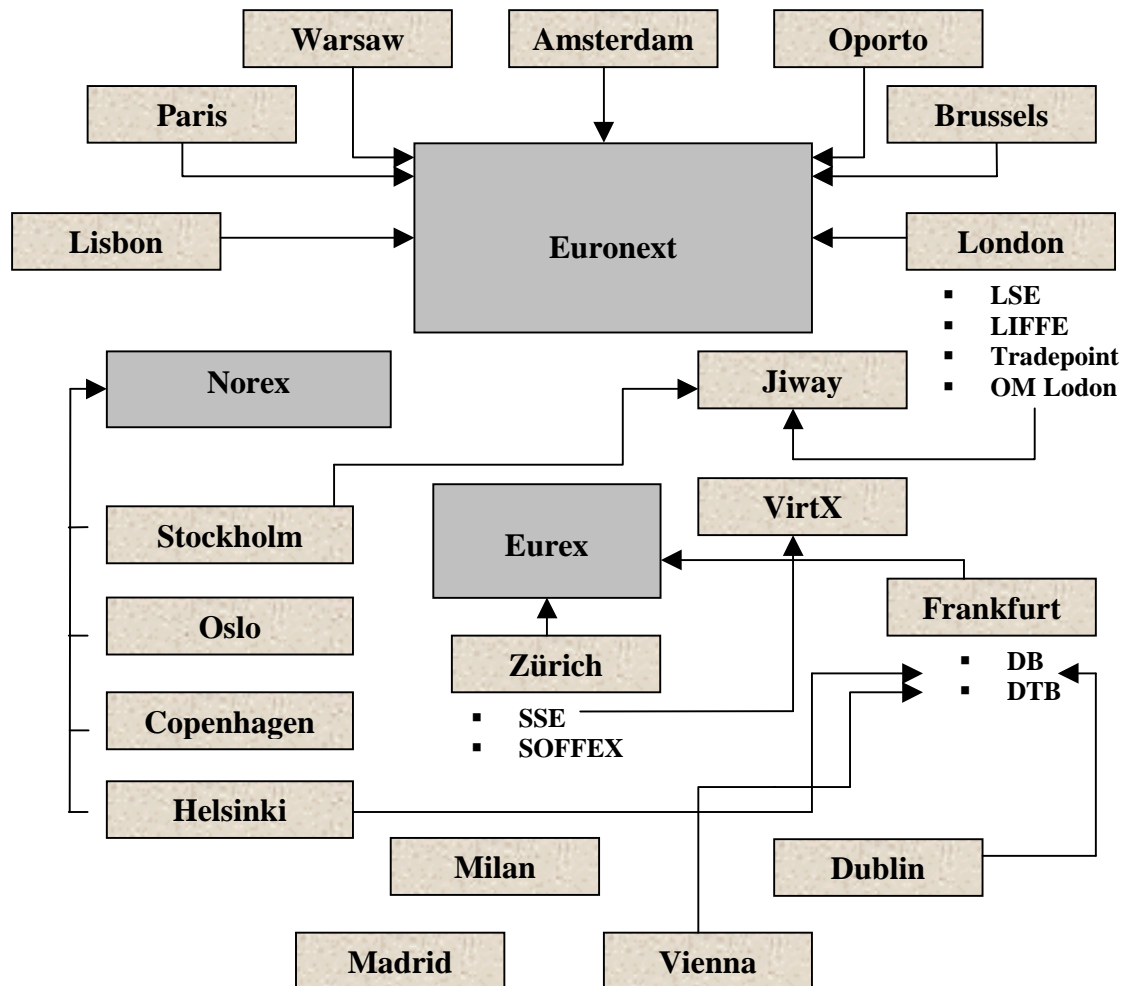 Warsaw
Amsterdam
Oporto
Paris
Brussels
Lisbon
Euronext
London
▪ LSE
▪ LIFFE
▪ Tradepoint
▪ OM Lodon
Norex
Jiway
Stockholm
Eurex
VirtX
Oslo
Zürich
▪ SSE
▪ SOFFEX
Frankfurt
▪ DB
▪ DTB
Copenhagen
Helsinki
Milan
Dublin
Madrid
Vienna